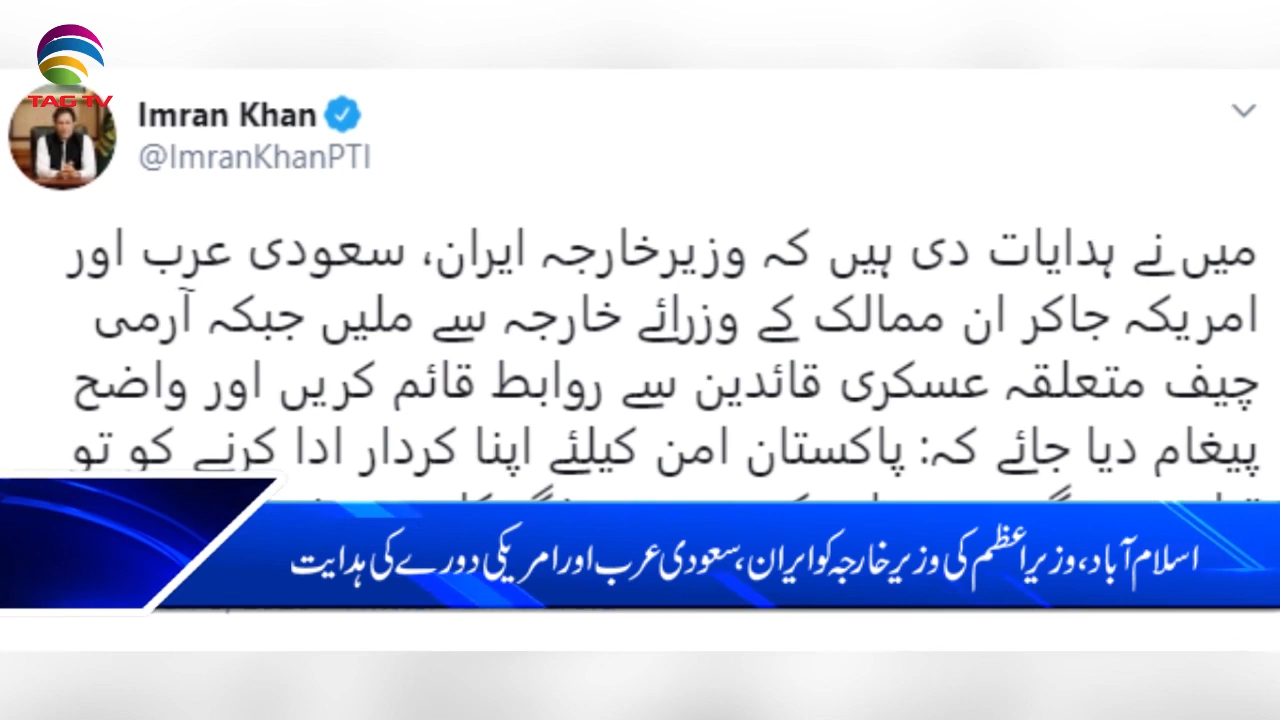 TAG TV
Imran Khan
@ImranKhanPTI
میں نے ہدایات دی ہیں کہ وزیرخارجہ ایران، سعودی عرب اور
امریکہ جاکر ان ممالک کے وزرائے خارجہ سے ملیں جبکہ آرمی
چیف متعلقہ عسکری قائدین سے روابط قائم کریں اور واضح
پیغام دیا جائے کہ: پاکستان امن کیلئے اپنا کردار ادا کرنے کو تو
اسلام آباد، وزیراعظم کی وزیر خارجہ کو ایران، سعودی عرب اور امریکی دورے کی ہدایت